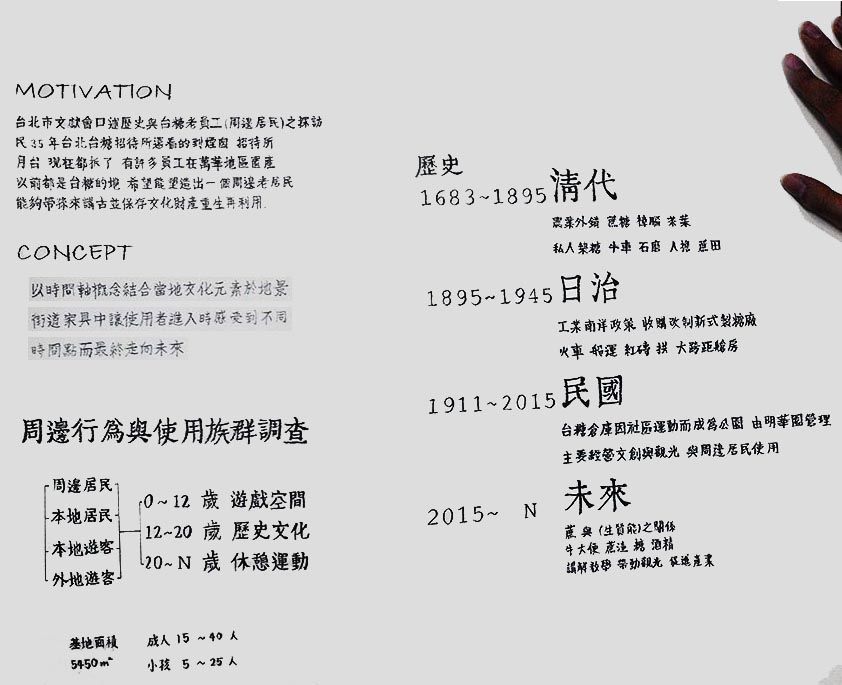 MOTIVATION
台北市文獻會口述歷史與台糖老員工(周邊居民)之探訪
民35年台北台糖招待所還看的到煙囪 招待所
月台 現在都拆了 有許多員工在萬華地區置產
以前都是台糖的地 希望能塑造出一個周邊老居民
能夠帶孫來講古並保存文化財產重生再利用
CONCEPT
以時間軸概念結合當地文化元素於地景
街道家具中讓使用者進入時感受到不同
時間點而最終走向未來
周邊行為與使用族群調查
周邊居民
本地居民
本地遊客
外地遊客
0~12 歲 遊戲空間
12~20 歲 歷史文化
20~N 歲 休憩運動
基地面積 成人 15 ~40 人
5450m² 小孩 5 ~ 25 人
歷史
1683~1895 清代
農業外銷 蔗糖 樟腦 茶葉
私人製糖 牛車 石磨 人挑 蔗田
1895~1945 日治
工業南洋政策 收購改制新式製糖廠
火車 船運 紅磚 拱 大跨距艙房
1911~2015 民國
台糖倉庫因社區運動而成為公園 由明華園管理
主要經營文創與觀光 與周邊居民使用
2015~ N 未來
蔗 與 (生質能)之關係
牛大便 蔗渣 糖 酒精
講解教學 帶動觀光 促進產業